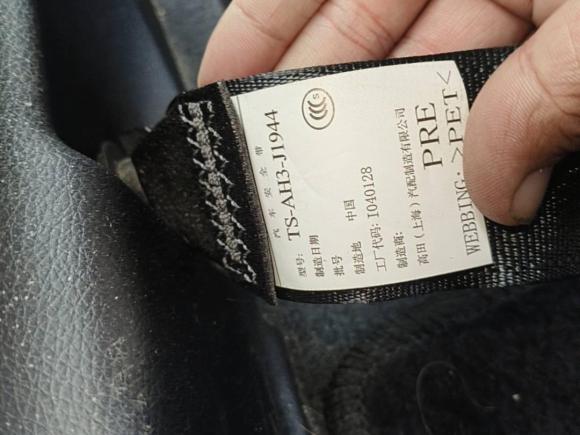 汽车安全带
型号: TS-AH3-J1944
制造日期
批号
制造地 中国
工厂代码: I040128
制造商:
高田（上海）汽配制造有限公司
PRE
WEBBING: >PET<
CCC S